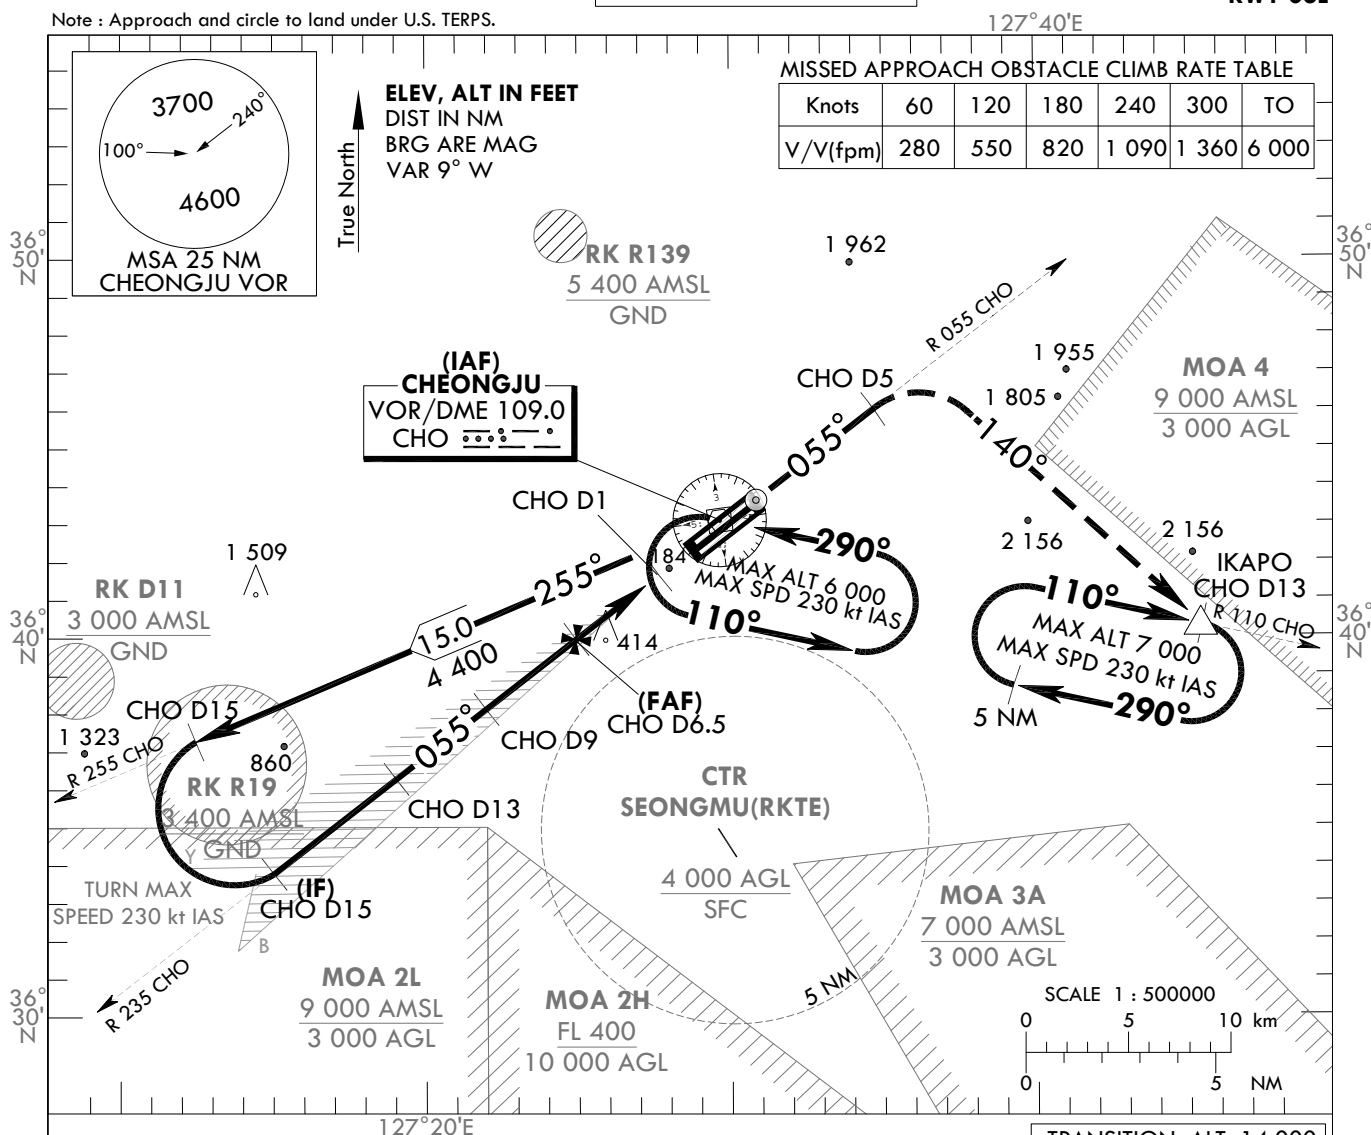 Note : Approach and circle to land under U.S. TERPS.
127°40'E
3700
240°
100°
4600
MSA 25 NM
CHEONGJU VOR
True North
ELEV, ALT IN FEET
DIST IN NM
BRG ARE MAG
VAR 9° W
MISSED APPROACH OBSTACLE CLIMB RATE TABLE
Knots 60 120 180 240 300 TO
V/V(fpm) 280 550 820 1 090 1 360 6 000
36°
50'
N
36°
50'
N
RK R139
5 400 AMSL
GND
1 962
R 055 CHO
1 955
1 805
MOA 4
9 000 AMSL
3 000 AGL
(IAF)
CHEONGJU
VOR/DME 109.0
CHO
CHO D5
055°
140°
CHO D1
3
184
290°
MAX ALT 6 000
MAX SPD 230 kt IAS
110°
2 156
2 156
IKAPO
CHO D13
R 110 CHO
110°
MAX ALT 7 000
MAX SPD 230 kt IAS
290°
5 NM
1 509
RK D11
3 000 AMSL
GND
36°
40'
N
36°
40'
N
255°
15.0
4 400
414
(FAF)
CHO D6.5
CHO D15
1 323
R 255 CHO
860
RK R19
3 400 AMSL
GND
Y
055°
CHO D9
CHO D13
CTR
SEONGMU(RKTE)
4 000 AGL
SFC
TURN MAX
SPEED 230 kt IAS
(IF)
CHO D15
B
R 235 CHO
MOA 3A
7 000 AMSL
3 000 AGL
5 NM
36°
30'
N
MOA 2L
9 000 AMSL
3 000 AGL
MOA 2H
FL 400
10 000 AGL
SCALE 1 : 500000
0 5 10 km
0 5 NM
127°20'E